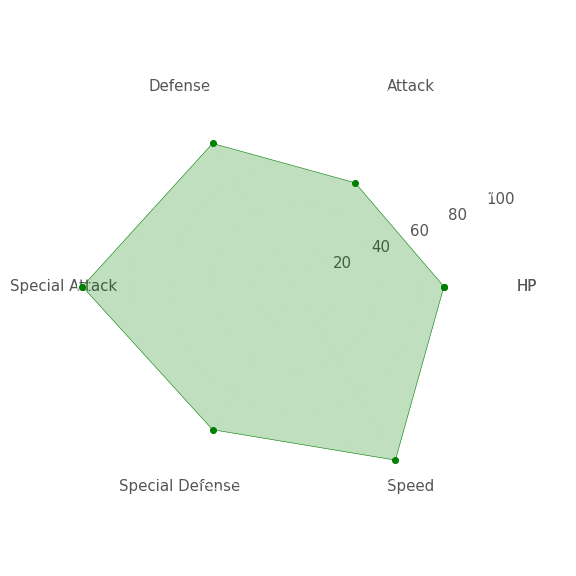 Defense
Attack
100
80
60
40
20
Special Attack
HP
Special Defense
Speed